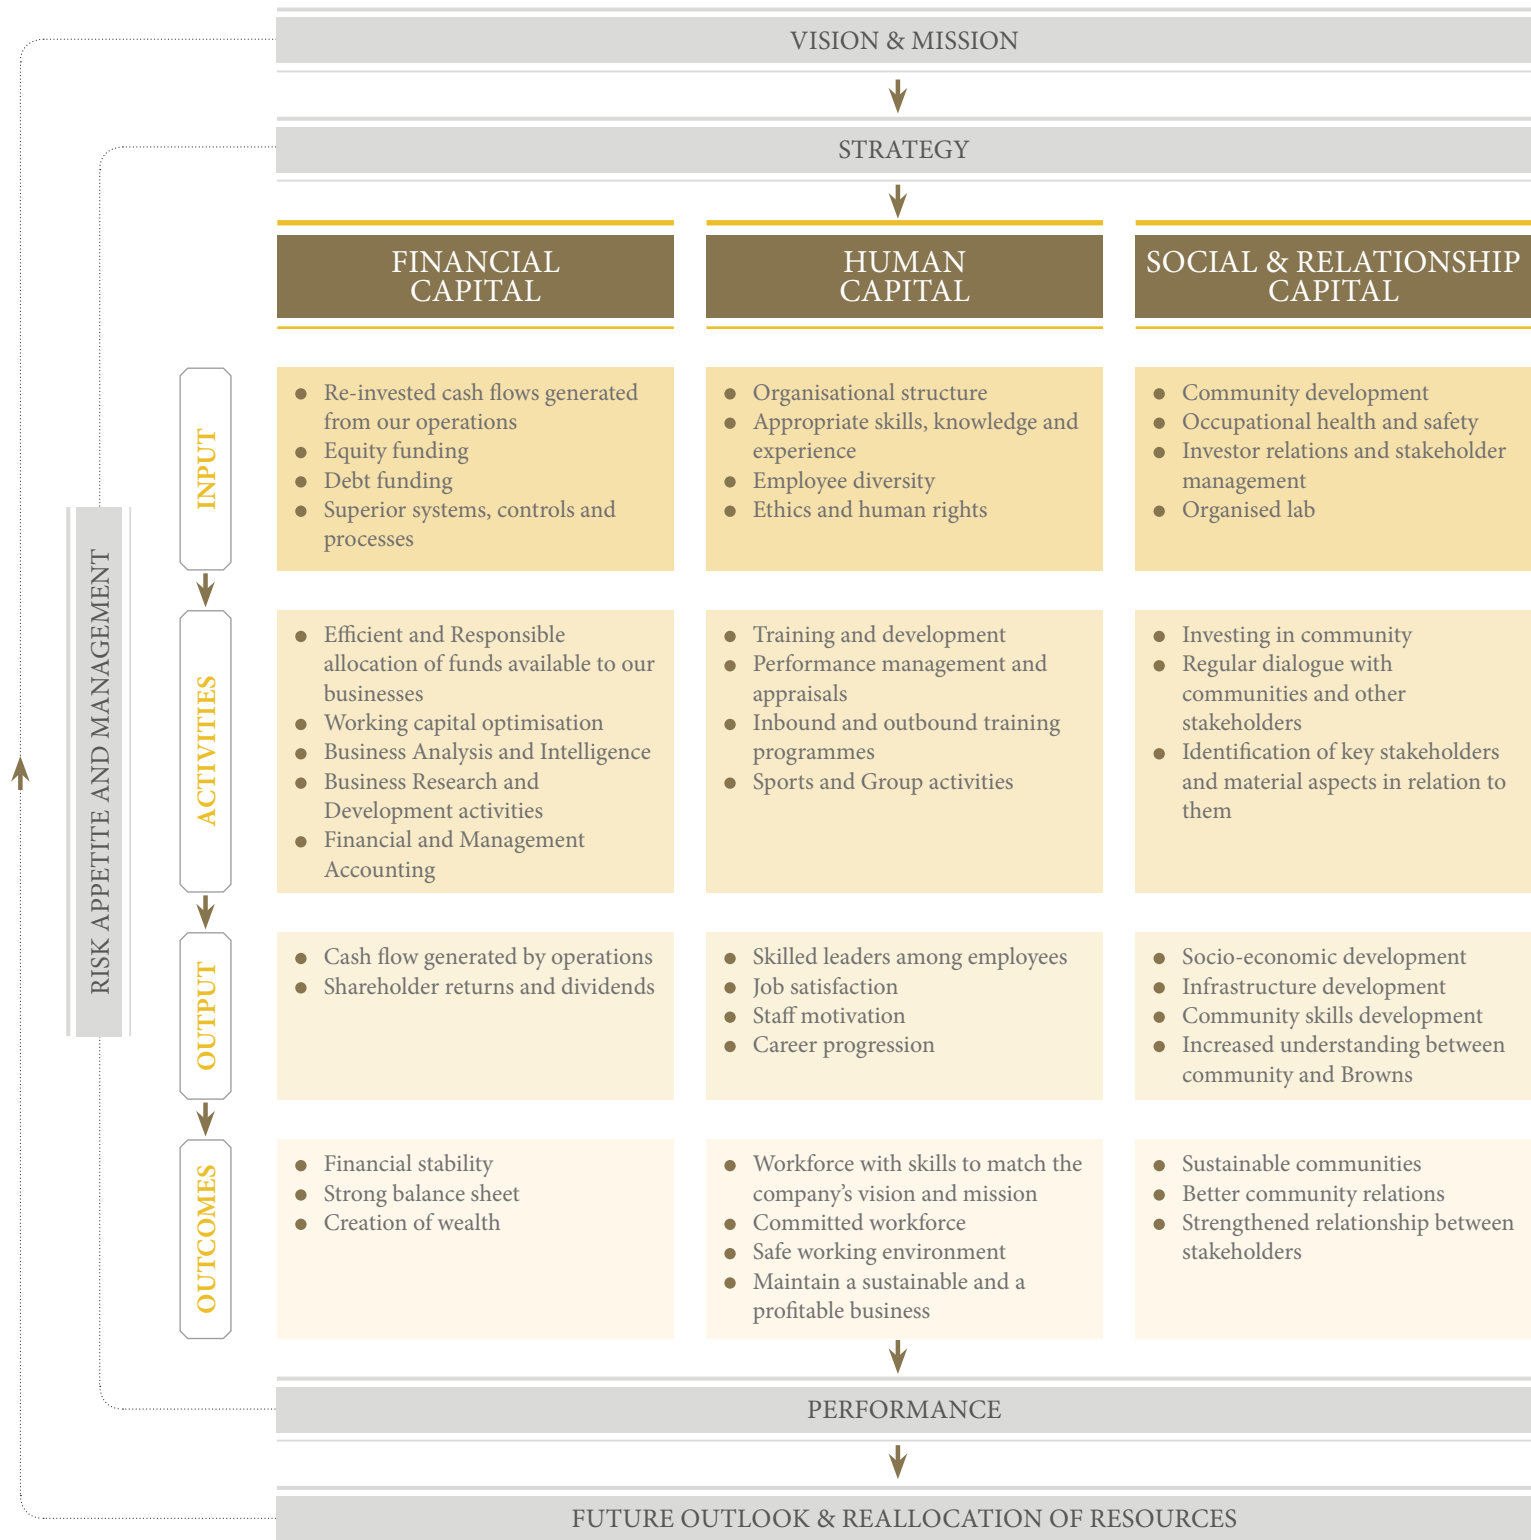 VISION & MISSION
STRATEGY
FINANCIAL
CAPITAL
HUMAN
CAPITAL
SOCIAL & RELATIONSHIP
CAPITAL
RISK APPETITE AND MANAGEMENT
INPUT
Re-invested cash flows generated
from our operations
Equity funding
Debt funding
Superior systems, controls and
processes
Organisational structure
Appropriate skills, knowledge and
experience
Employee diversity
Ethics and human rights
Community development
Occupational health and safety
Investor relations and stakeholder
management
Organised lab
ACTIVITIES
Efficient and Responsible
allocation of funds available to our
businesses
Working capital optimisation
Business Analysis and Intelligence
Business Research and
Development activities
Financial and Management
Accounting
Training and development
Performance management and
appraisals
Inbound and outbound training
programmes
Sports and Group activities
Investing in community
Regular dialogue with
communities and other
stakeholders
Identification of key stakeholders
and material aspects in relation to
them
OUTPUT
Cash flow generated by operations
Shareholder returns and dividends
Skilled leaders among employees
Job satisfaction
Staff motivation
Career progression
Socio-economic development
Infrastructure development
Community skills development
Increased understanding between
community and Browns
OUTCOMES
Financial stability
Strong balance sheet
Creation of wealth
Workforce with skills to match the
company's vision and mission
Committed workforce
Safe working environment
Maintain a sustainable and a
profitable business
Sustainable communities
Better community relations
Strengthened relationship between
stakeholders
PERFORMANCE
FUTURE OUTLOOK & REALLOCATION OF RESOURCES